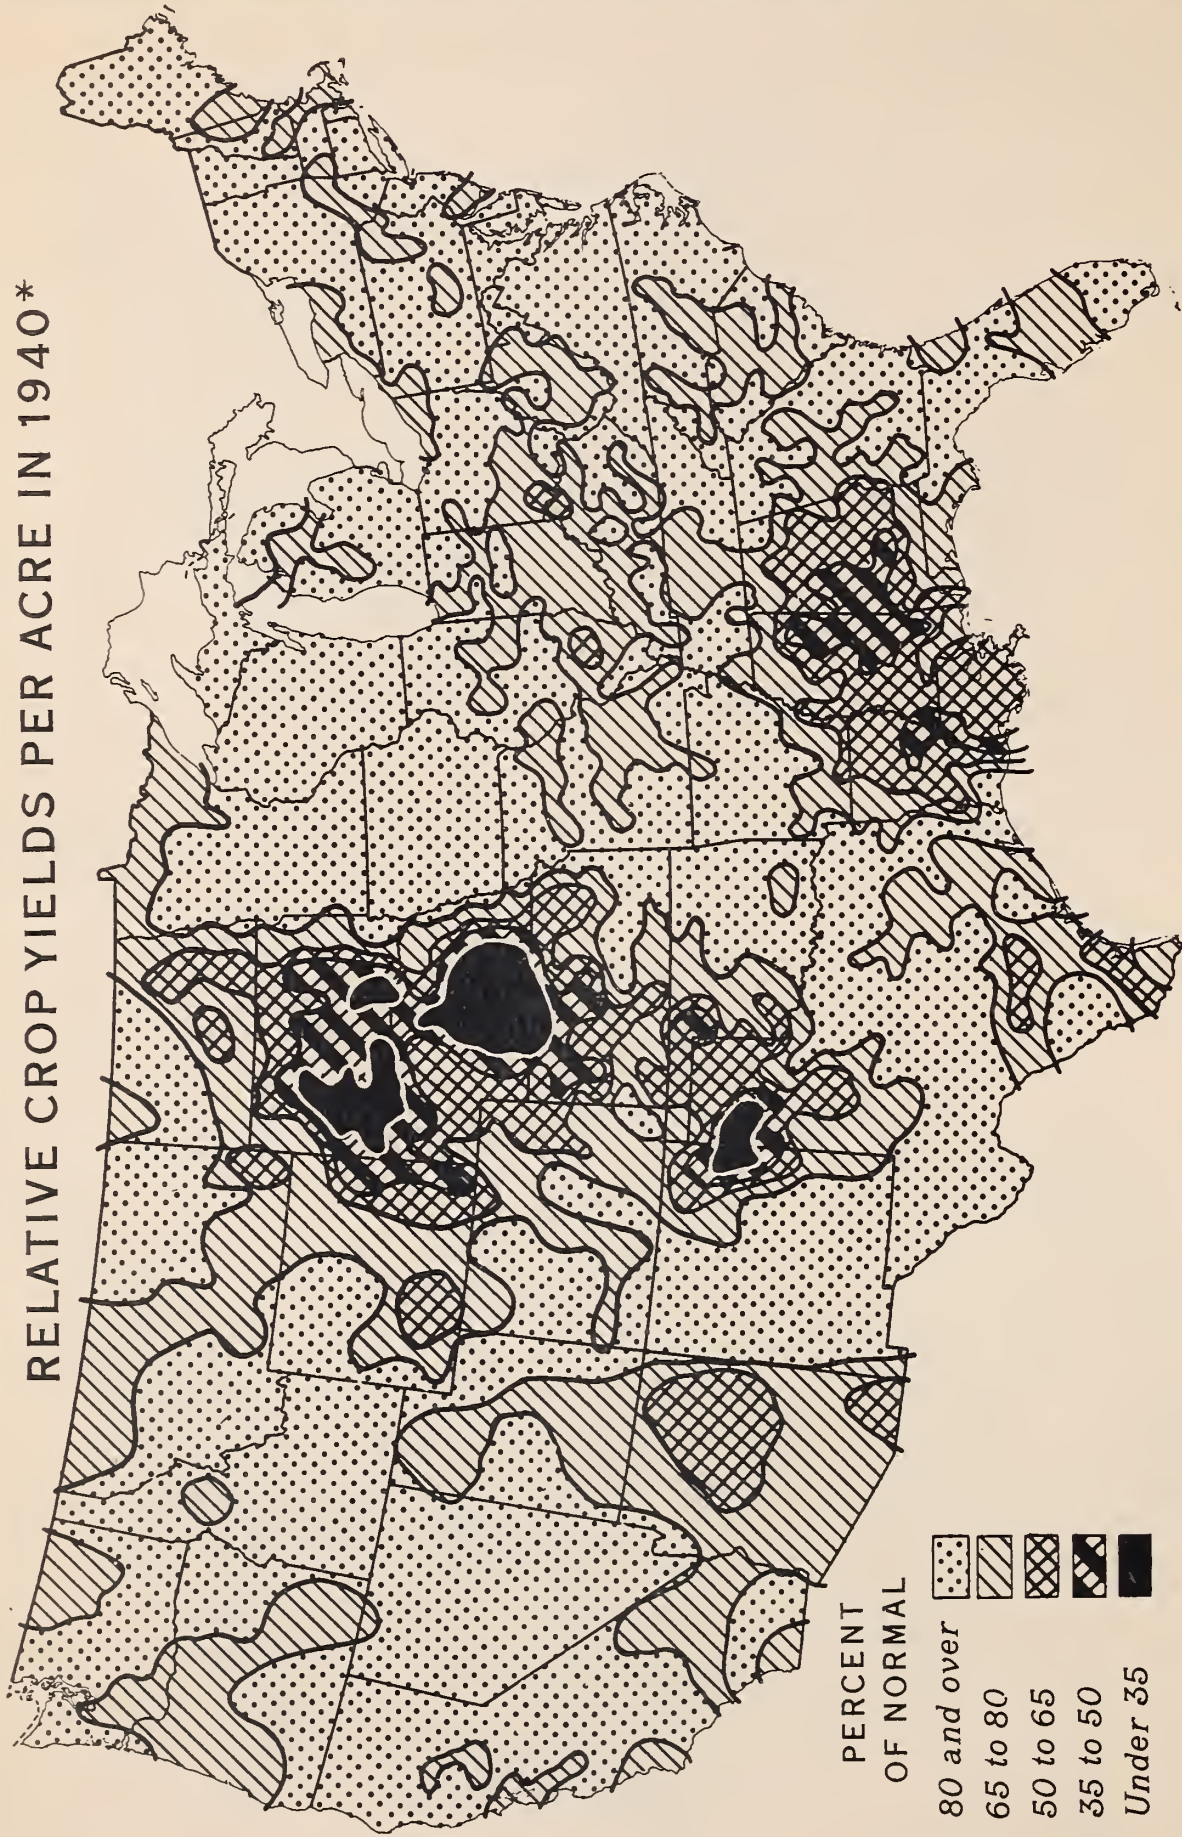 RELATIVE CROP YIELDS PER ACRE IN 1940*
PERCENT
OF NORMAL
80 and over
65 to 80
50 to 65
35 to 50
Under 35